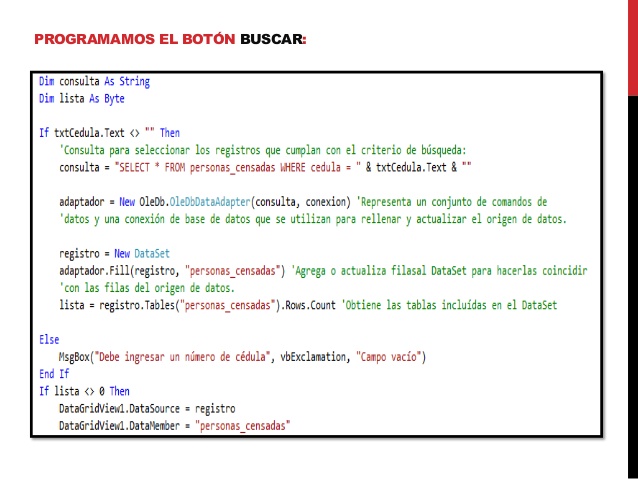 PROGRAMAMOS EL BOTÓN BUSCAR:
Dim consulta As String
Dim lista As Byte
If txtCedula.Text <> "" Then
'Consulta para seleccionar los registros que cumplan con el criterio de búsqueda:
consulta = "SELECT * FROM personas_censadas WHERE cedula = " & txtCedula.Text & ""
adaptador = New OleDb.OleDbDataAdapter(consulta, conexion) 'Representa un conjunto de comandos de
'datos y una conexión de base de datos que se utilizan para rellenar y actualizar el origen de datos.
registro = New DataSet
adaptador.Fill(registro, "personas_censadas") 'Agrega o actualiza filasal DataSet para hacerlas coincidir
'con las filas del origen de datos.
lista = registro.Tables("personas_censadas").Rows.Count 'Obtiene las tablas incluídas en el DataSet
Else
MsgBox("Debe ingresar un número de cédula", vbExclamation, "Campo vacío")
End If
If lista <> 0 Then
DataGridView1.DataSource = registro
DataGridView1.DataMember = "personas_censadas"